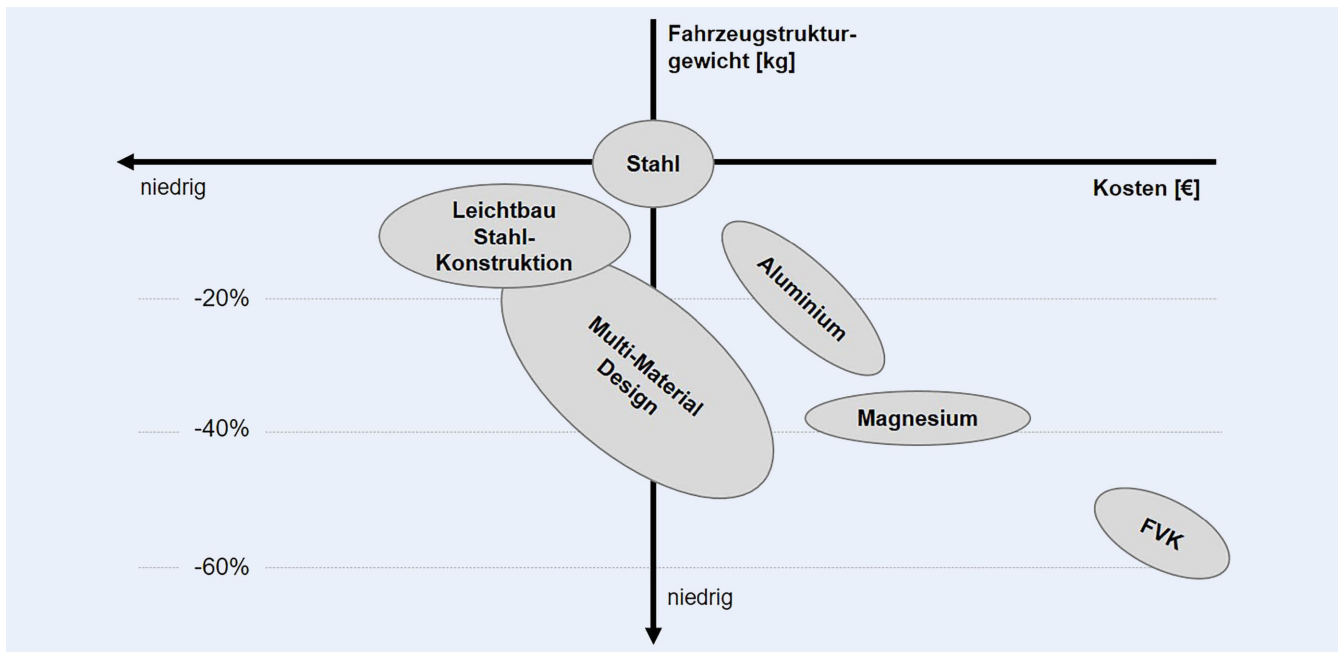 Fahrzeugstruktur-
gewicht [kg]
Stahl
niedrig
Kosten [€]
Leichtbau
Stahl-
Konstruktion
Aluminium
-20%
Multi-Material
Design
Magnesium
-40%
FVK
-60%
niedrig